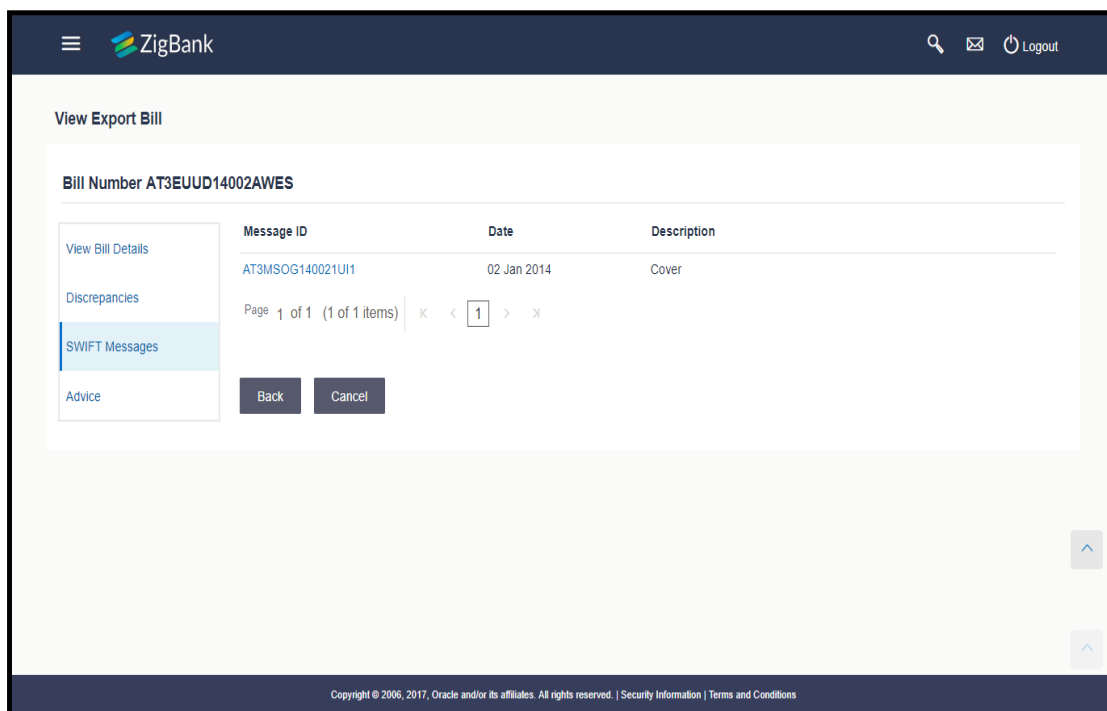 ZigBank
Logout
View Export Bill
Bill Number AT3EUUD14002AWES
View Bill Details
Discrepancies
SWIFT Messages
Advice
Message ID Date Description
AT3MSOG140021UI1 02 Jan 2014 Cover
Page 1 of 1 (1 of 1 items) 1
Back Cancel
Copyright © 2006, 2017, Oracle and/or its affiliates. All rights reserved. | Security Information | Terms and Conditions